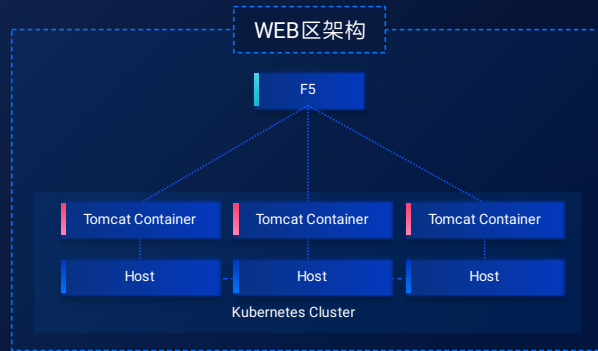 WEB区架构
F5
Tomcat Container
Tomcat Container
Tomcat Container
Host
Host
Host
Kubernetes Cluster